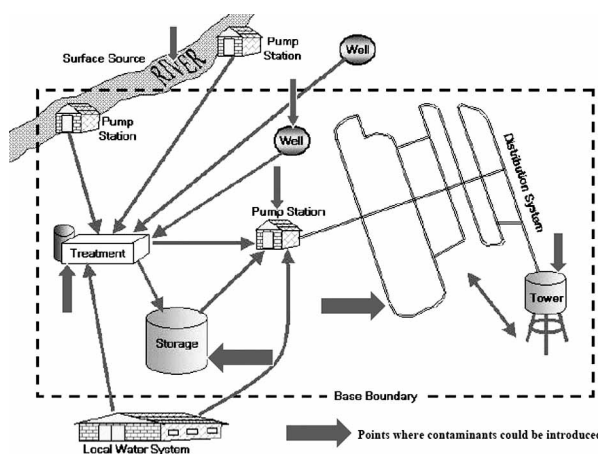 Surface Source
RIVER
Pump
Station
Well
Pump
Station
Well
Distribution System
Pump Station
Treatment
Tower
Storage
Base Boundary
Local Water System
Points where contaminants could be introduced